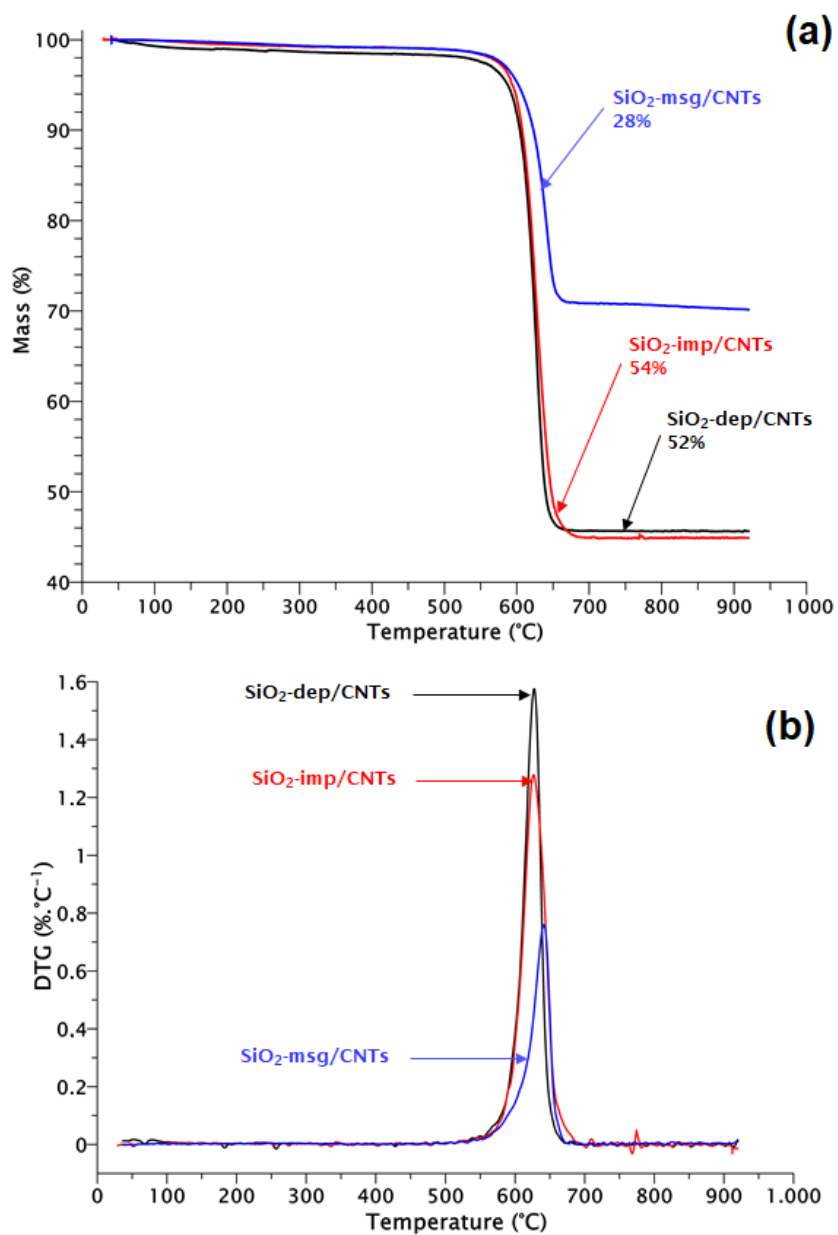 (a)
100
90
80
70
60
50
40
Mass (%)
SiO₂-msg/CNTs
28%
SiO₂-imp/CNTs
54%
SiO₂-dep/CNTs
52%
0 100 200 300 400 500 600 700 800 900 1 000
Temperature (°C)
(b)
1.6
1.4
1.2
1
0.8
0.6
0.4
0.2
0
DTG (%.°C⁻¹)
SiO₂-dep/CNTs
SiO₂-imp/CNTs
SiO₂-msg/CNTs
0 100 200 300 400 500 600 700 800 900 1.000
Temperature (°C)